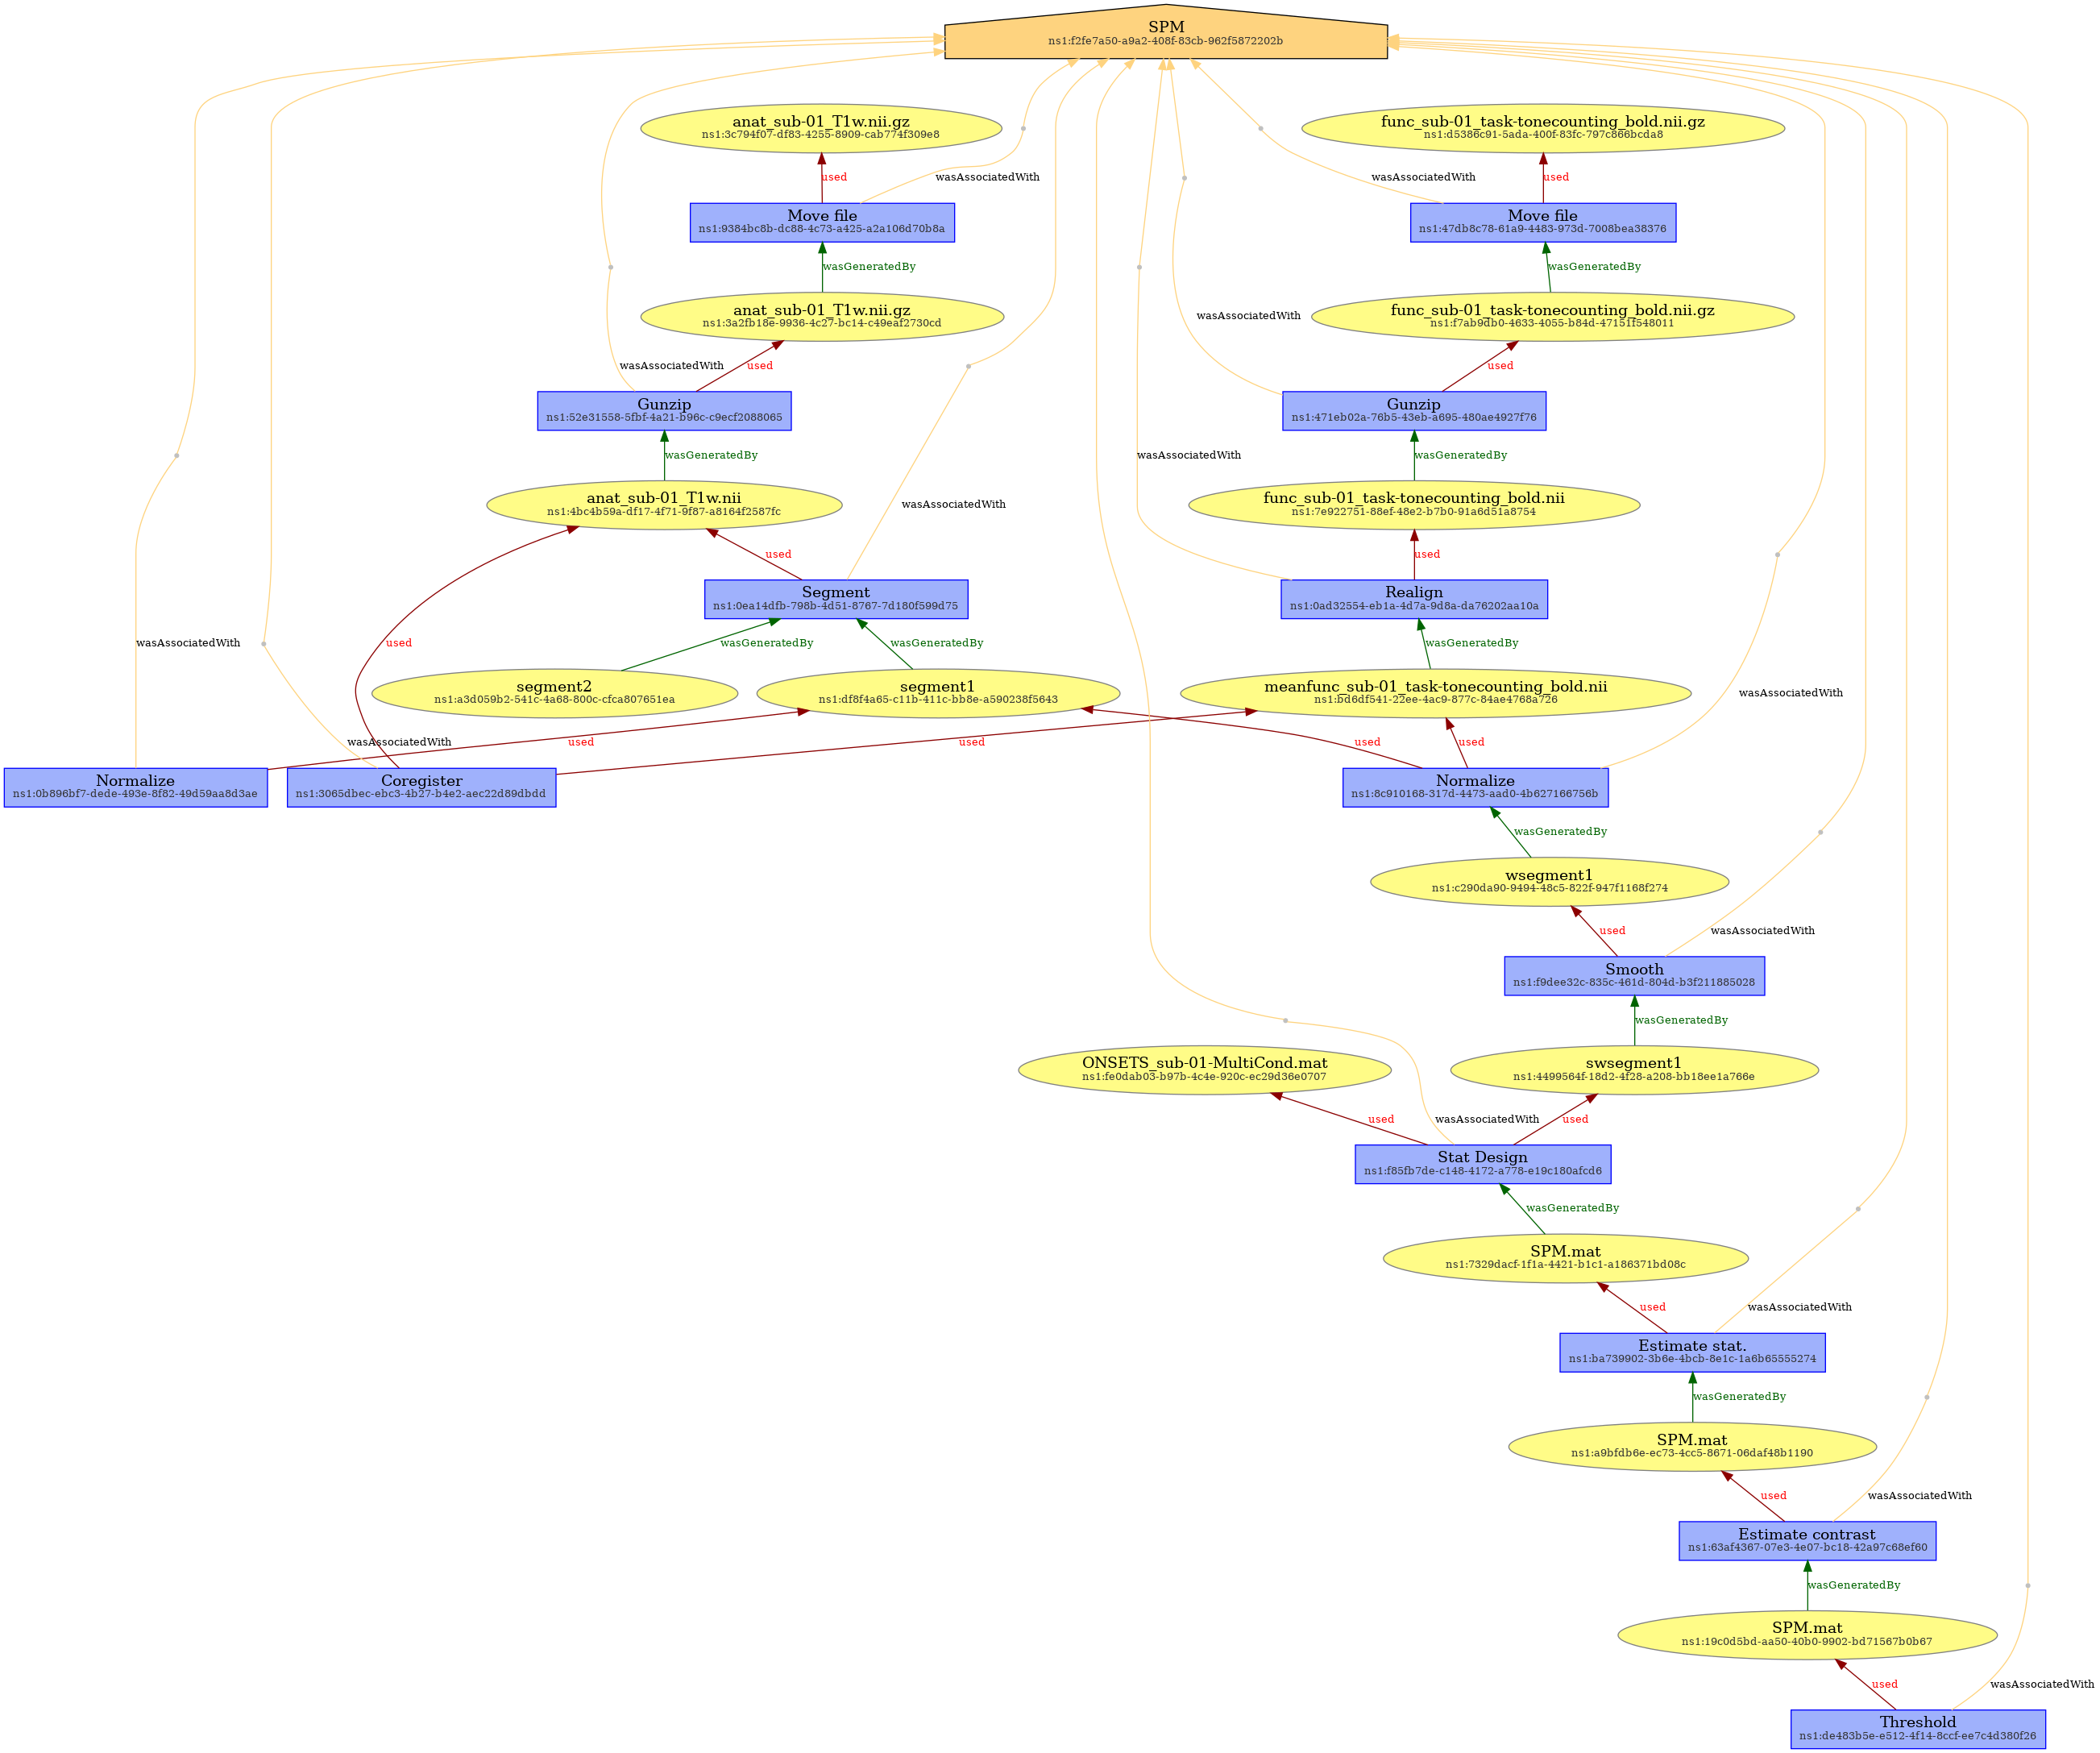 SPM
ns1:f2fe7a50-a9a2-408f-83cb-962f5872202b
anat_sub-01_T1w.nii.gz
ns1:3c794f07-df83-4255-8909-cab774f309e8
func_sub-01_task-tonecounting_bold.nii.gz
ns1:d5386c91-5ada-400f-83fc-797c866bcda8
used
wasAssociatedWith
wasAssociatedWith
used
Move file
ns1:9384bc8b-dc88-4c73-a425-a2a106d70b8a
Move file
ns1:47db8c78-61a9-4483-973d-7008bea38376
wasGeneratedBy
wasGeneratedBy
anat_sub-01_T1w.nii.gz
ns1:3a2fb18e-9936-4c27-bc14-c49eaf2730cd
wasAssociatedWith
func_sub-01_task-tonecounting_bold.nii.gz
ns1:f7ab9db0-4633-4055-b84d-47151f548011
wasAssociatedWith
used
used
Gunzip
ns1:52e31558-5fbf-4a21-b96c-c9ecf2088065
Gunzip
ns1:471eb02a-76b5-43eb-a695-480ae4927f76
wasGeneratedBy
wasAssociatedWith
wasGeneratedBy
anat_sub-01_T1w.nii
ns1:4bc4b59a-df17-4f71-9f87-a8164f2587fc
wasAssociatedWith
func_sub-01_task-tonecounting_bold.nii
ns1:7e922751-88ef-48e2-b7b0-91a6d51a8754
used
used
Segment
ns1:0ea14dfb-798b-4d51-8767-7d180f599d75
Realign
ns1:0ad32554-eb1a-4d7a-9d8a-da76202aa10a
wasAssociatedWith
used
wasGeneratedBy
wasGeneratedBy
wasGeneratedBy
segment2
ns1:a3d059b2-541c-4a68-800c-cfca807651ea
segment1
ns1:df8f4a65-c11b-411c-bb8e-a590238f5643
meanfunc_sub-01_task-tonecounting_bold.nii
ns1:bd6df541-22ee-4ac9-877c-84ae4768a726
wasAssociatedWith
wasAssociatedWith
used
used
used
used
Normalize
ns1:0b896bf7-dede-493e-8f82-49d59aa8d3ae
Coregister
ns1:3065dbec-ebc3-4b27-b4e2-aec22d89dbdd
Normalize
ns1:8c910168-317d-4473-aad0-4b627166756b
wasGeneratedBy
wsegment1
ns1:c290da90-9494-48c5-822f-947f1168f274
used
wasAssociatedWith
Smooth
ns1:f9dee32c-835c-461d-804d-b3f211885028
wasGeneratedBy
ONSETS_sub-01-MultiCond.mat
ns1:fe0dab03-b97b-4c4e-920c-ec29d36e0707
swsegment1
ns1:4499564f-18d2-4f28-a208-bb18ee1a766e
used
wasAssociatedWith
used
Stat Design
ns1:f85fb7de-c148-4172-a778-e19c180afcd6
wasGeneratedBy
SPM.mat
ns1:7329dacf-1f1a-4421-b1c1-a186371bd08c
used
wasAssociatedWith
Estimate stat.
ns1:ba739902-3b6e-4bcb-8e1c-1a6b65555274
wasGeneratedBy
SPM.mat
ns1:a9bfdb6e-ec73-4cc5-8671-06daf48b1190
used
wasAssociatedWith
Estimate contrast
ns1:63af4367-07e3-4e07-bc18-42a97c68ef60
wasGeneratedBy
SPM.mat
ns1:19c0d5bd-aa50-40b0-9902-bd71567b0b67
used
wasAssociatedWith
Threshold
ns1:de483b5e-e512-4f14-8ccf-ee7c4d380f26